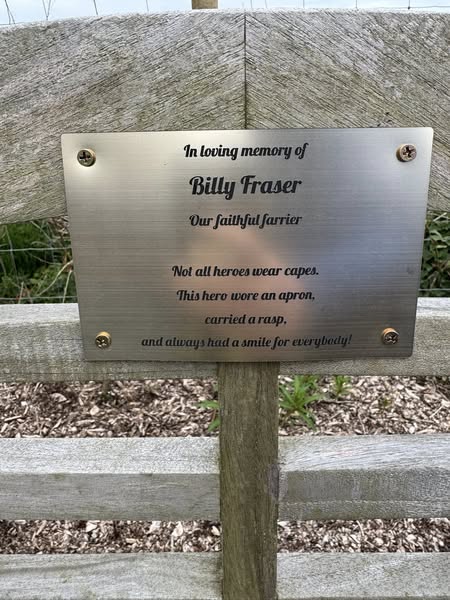 In loving memory of
Billy Fraser
Our faithful farrier
Not all heroes wear capes.
This hero wore an apron,
carried a rasp,
and always had a smile for everybody!